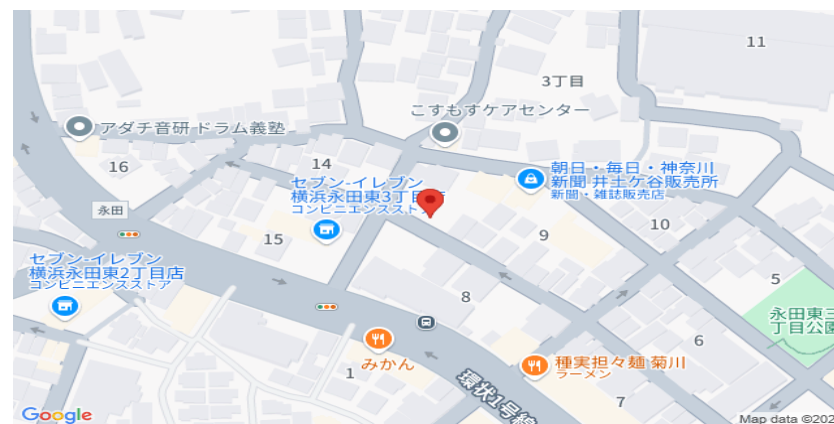 11
3丁目
こすもすケアセンター
アダチ音研 ドラム義塾
16
14
朝日・毎日・神奈川
新聞 井土ケ谷販売所
新聞・雑誌販売店
セブン-イレブン
横浜永田東3丁目店
コンビニエンスストア
永田
15
9
10
セブン-イレブン
横浜永田東2丁目店
コンビニエンスストア
5
8
永田東三
丁目公園
6
みかん
種実担々麺 菊川
ラーメン
1
環状1号線
7
Google
Map data ©202